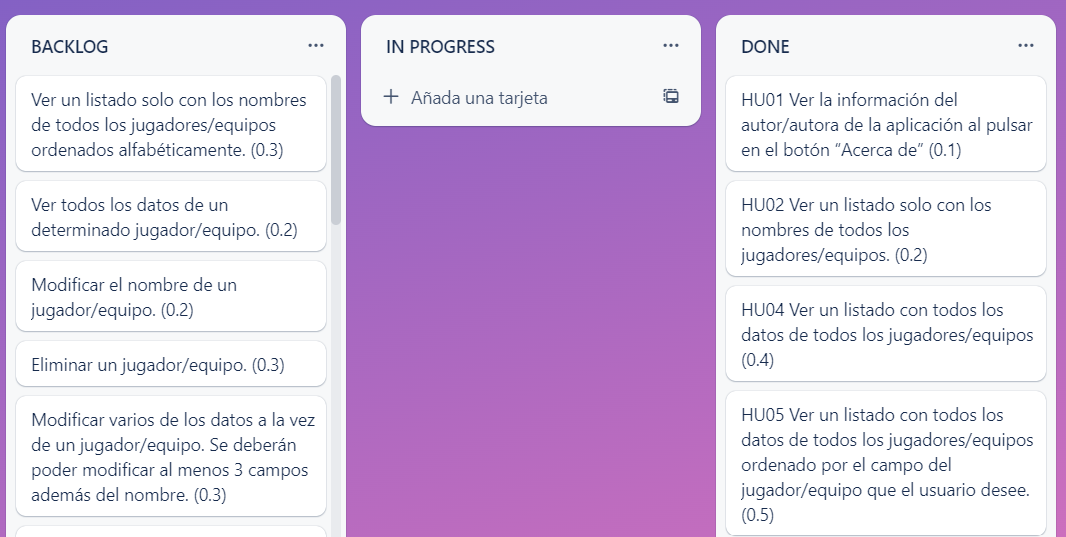 BACKLOG
Ver un listado solo con los nombres
de todos los jugadores/equipos
ordenados alfabéticamente. (0.3)
Ver todos los datos de un
determinado jugador/equipo. (0.2)
Modificar el nombre de un
jugador/equipo. (0.2)
Eliminar un jugador/equipo. (0.3)
Modificar varios de los datos a la vez
de un jugador/equipo. Se deberán
poder modificar al menos 3 campos
además del nombre. (0.3)
IN PROGRESS
Añada una tarjeta
DONE
HU01 Ver la información del
autor/autora de la aplicación al pulsar
en el botón “Acerca de” (0.1)
HU02 Ver un listado solo con los
nombres de todos los
jugadores/equipos. (0.2)
HU04 Ver un listado con todos los
datos de todos los jugadores/equipos
(0.4)
HU05 Ver un listado con todos los
datos de todos los jugadores/equipos
ordenado por el campo del
jugador/equipo que el usuario desee.
(0.5)